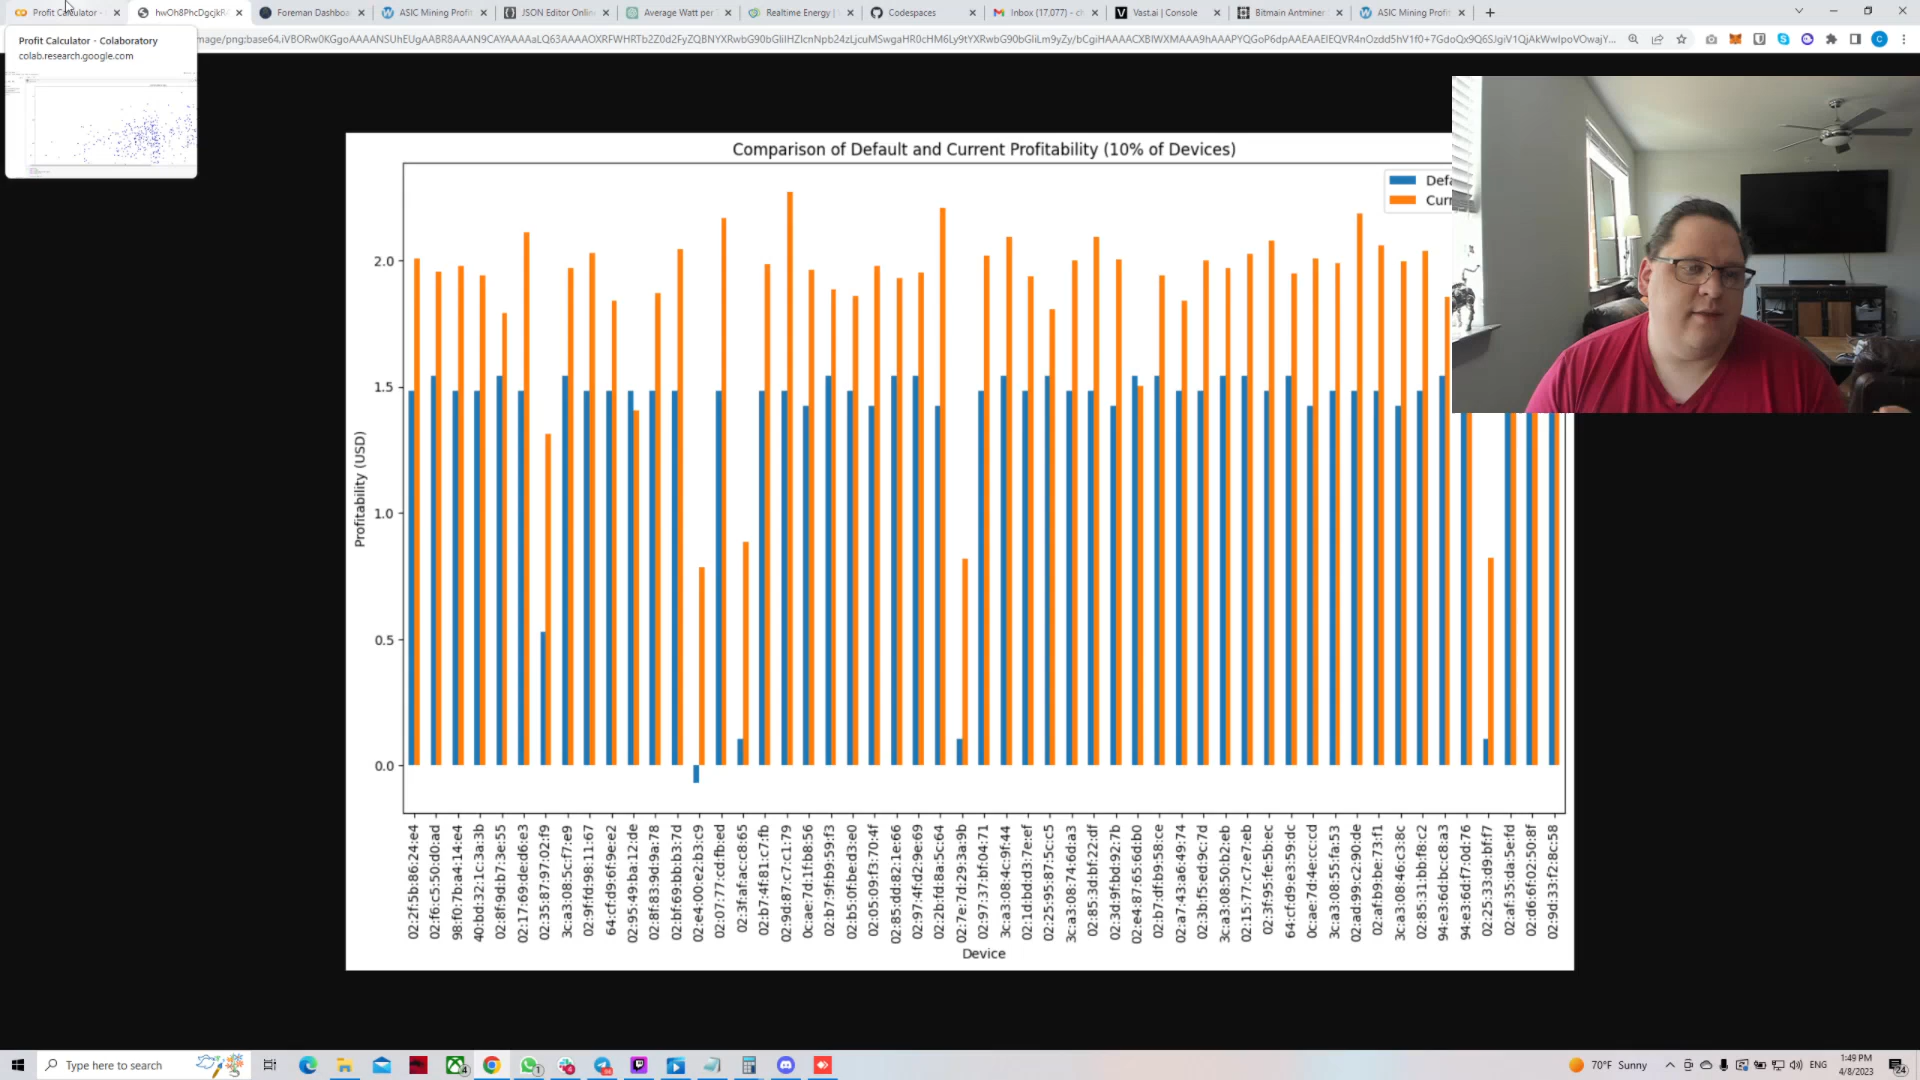 Profit Calculator -
hwOh8PhcDgcjkR
Foreman Dashboa
ASIC Mining Profit
JSON Editor Onlin
Average Watt per
Realtime Energy |
Codespaces
Inbox (17,077) - ch
Vast.ai | Console
Bitmain Antminer
ASIC Mining Profit
Profit Calculator - Colaboratory
colab.research.google.com
Comparison of Default and Current Profitability (10% of Devices)
Defa
Curr
2.0
1.5
1.0
0.5
0.0
Profitability (USD)
02:2f:5b:86:24:e4
02:f6:c5:50:d0:ad
98:f0:7b:a4:14:e4
40:bd:32:1c:3a:3b
02:8f:9d:b7:3e:55
02:17:69:de:d6:e3
02:35:87:97:02:f9
3c:a3:08:5c:f7:e9
02:9f:fd:98:11:67
64:cf:d9:6f:9e:e2
02:95:49:ba:12:de
02:8f:83:9d:9a:78
02:bf:69:bb:b3:7d
02:e4:00:e2:b3:c9
02:07:77:cd:fb:ed
02:3f:af:ac:c8:65
02:b7:4f:81:c7:fb
02:9d:87:c7:c1:79
0c:ae:7d:1f:b8:56
02:b7:9f:b9:59:f3
02:b5:0f:be:d3:e0
02:05:09:f3:70:4f
02:85:dd:82:1e:66
02:97:4f:d2:9e:69
02:2b:fd:8a:5c:64
02:7e:7d:29:3a:9b
02:97:37:bf:04:71
3c:a3:08:4c:9f:44
02:1d:bd:d3:7e:ef
02:25:95:87:5c:c5
3c:a3:08:74:6d:a3
02:85:3d:bf:22:df
02:3d:9f:bd:92:7b
02:e4:87:65:6d:b0
02:b7:df:b9:58:ce
02:a7:43:a6:49:74
02:3b:f5:ed:9c:7d
3c:a3:08:50:b2:eb
02:15:77:c7:e7:eb
02:3f:95:fe:5b:ec
64:cf:d9:e3:59:dc
0c:ae:7d:4e:cc:cd
3c:a3:08:55:fa:53
02:ad:99:c2:90:de
02:af:b9:be:73:f1
3c:a3:08:46:c3:8c
02:85:31:bb:f8:c2
94:e3:6d:bc:c8:a3
94:e3:6d:f7:0d:76
02:25:33:d9:bf:f7
02:af:35:da:5e:fd
02:d6:6f:02:50:8f
02:9d:33:f2:8c:58
Device
Type here to search
70°F Sunny
ENG
1:49 PM
4/8/2023
24